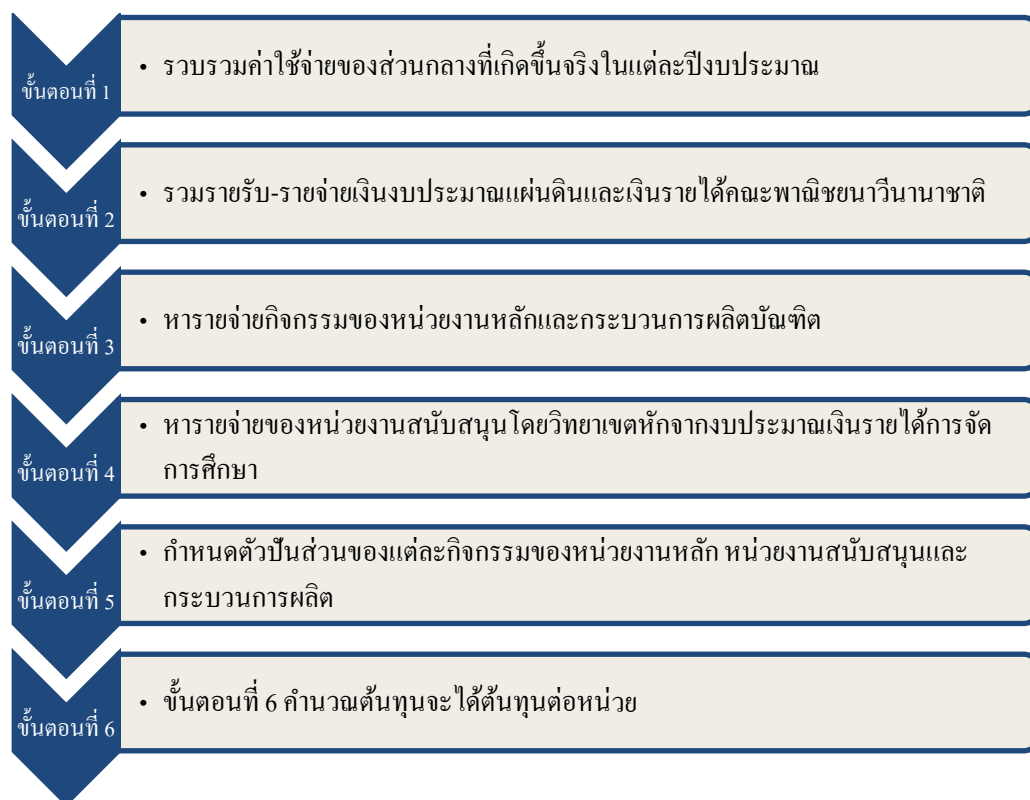 ขั้นตอนที่ 1
• รวบรวมค่าใช้จ่ายของส่วนกลางที่เกิดขึ้นจริงในแต่ละปีงบประมาณ
ขั้นตอนที่ 2
• รวมรายรับ-รายจ่ายเงินงบประมาณแผ่นดินและเงินรายได้คณะพาณิชยนาวีนานาชาติ
ขั้นตอนที่ 3
• หารายจ่ายกิจกรรมของหน่วยงานหลักและกระบวนการผลิตบัณฑิต
ขั้นตอนที่ 4
• หารายจ่ายของหน่วยงานสนับสนุนโดยวิทยาเขตหักจากงบประมาณเงินรายได้การจัด
การศึกษา
ขั้นตอนที่ 5
• กำหนดตัวปันส่วนของแต่ละกิจกรรมของหน่วยงานหลัก หน่วยงานสนับสนุนและ
กระบวนการผลิต
ขั้นตอนที่ 6
• ขั้นตอนที่ 6 คำนวณต้นทุนจะได้ต้นทุนต่อหน่วย